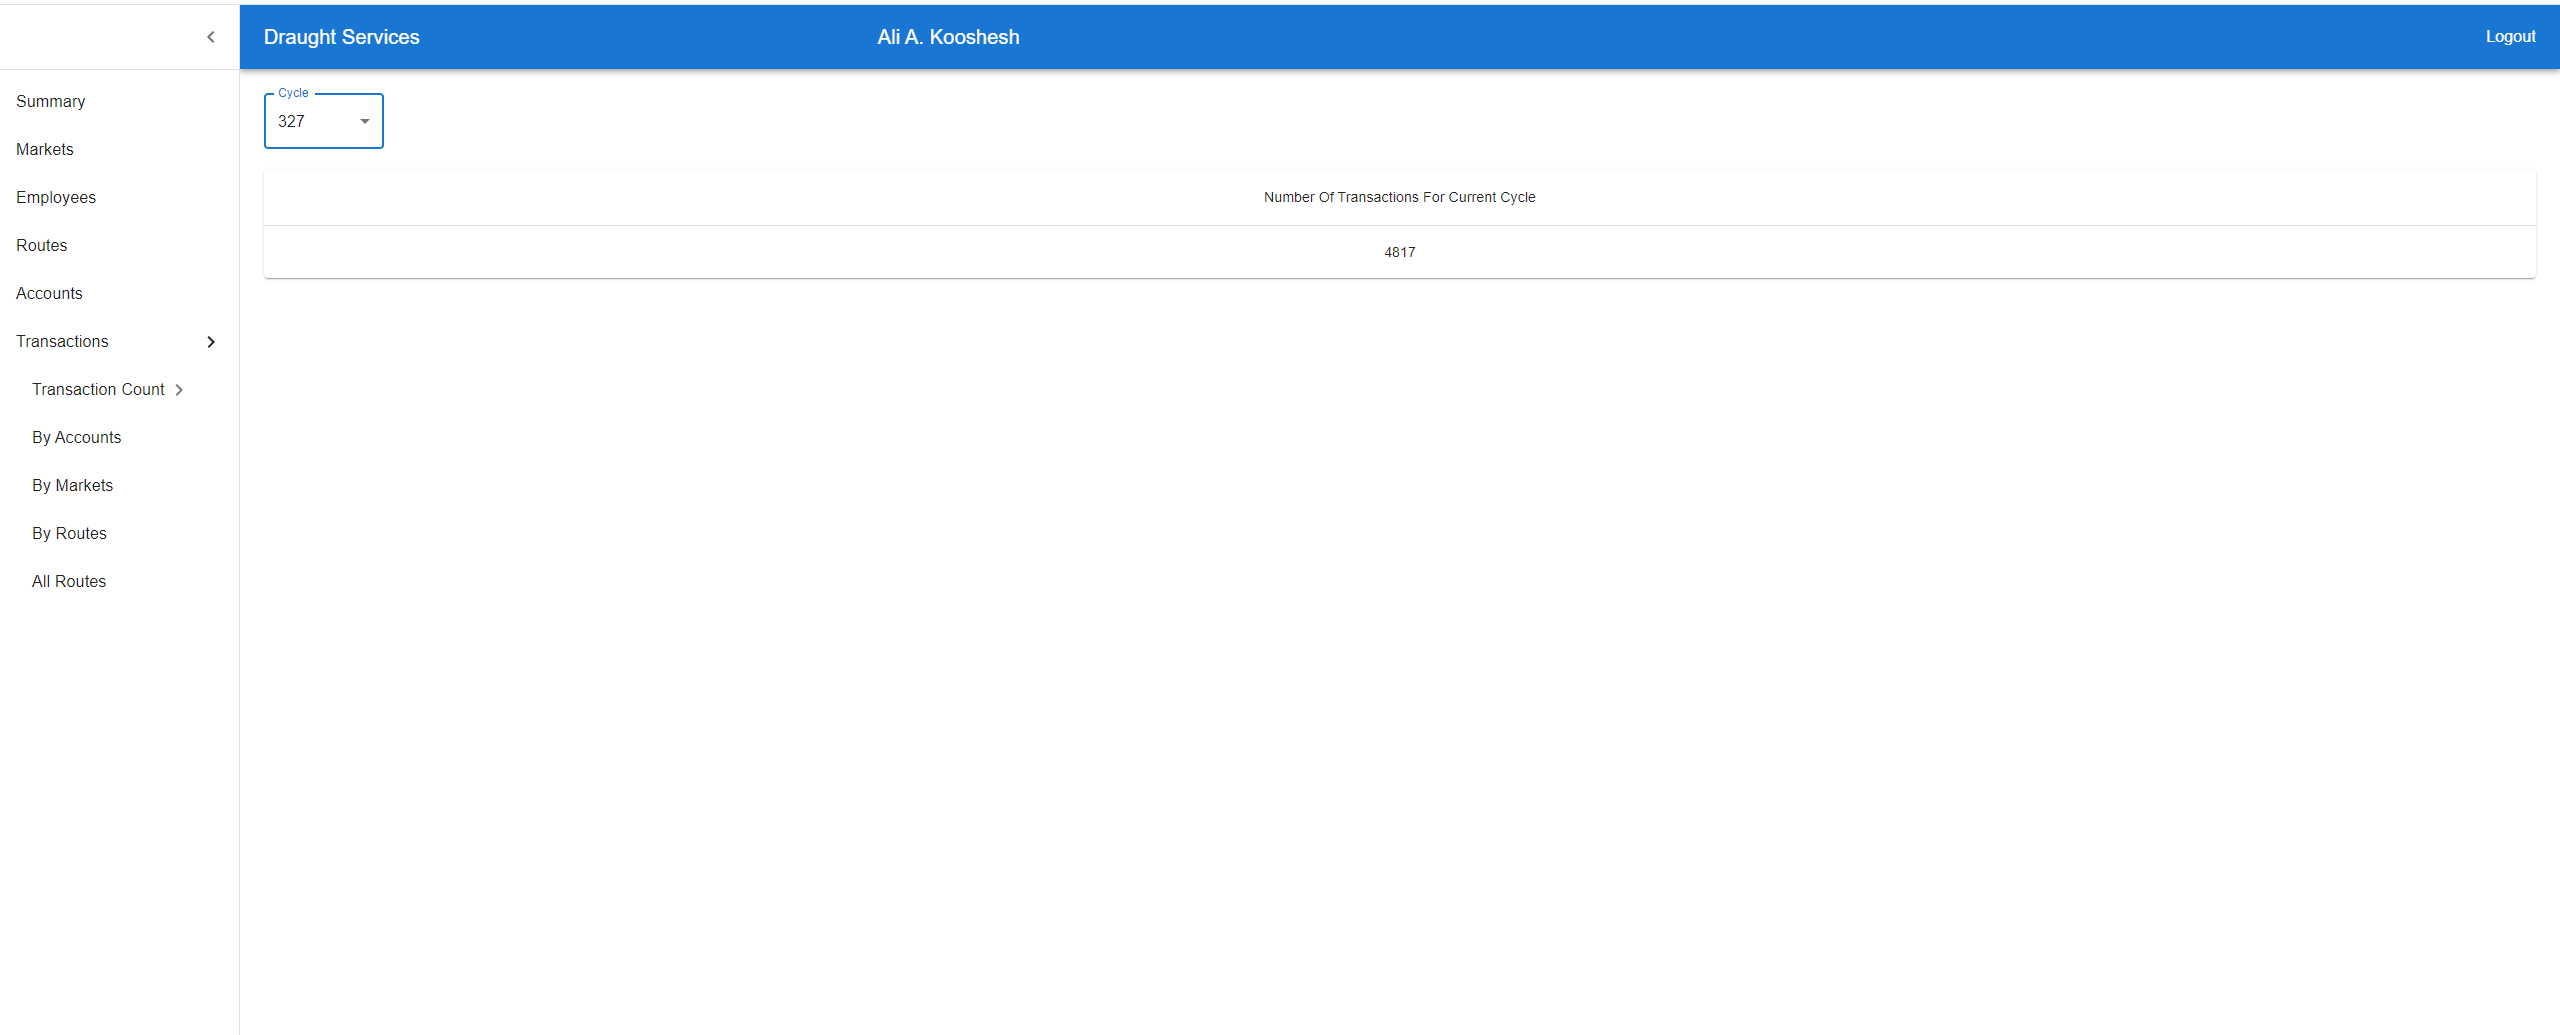 Draught Services
Ali A. Kooshesh
Logout
Summary
Markets
Employees
Routes
Accounts
Transactions
Transaction Count
By Accounts
By Markets
By Routes
All Routes
Cycle
327
Number Of Transactions For Current Cycle
4817